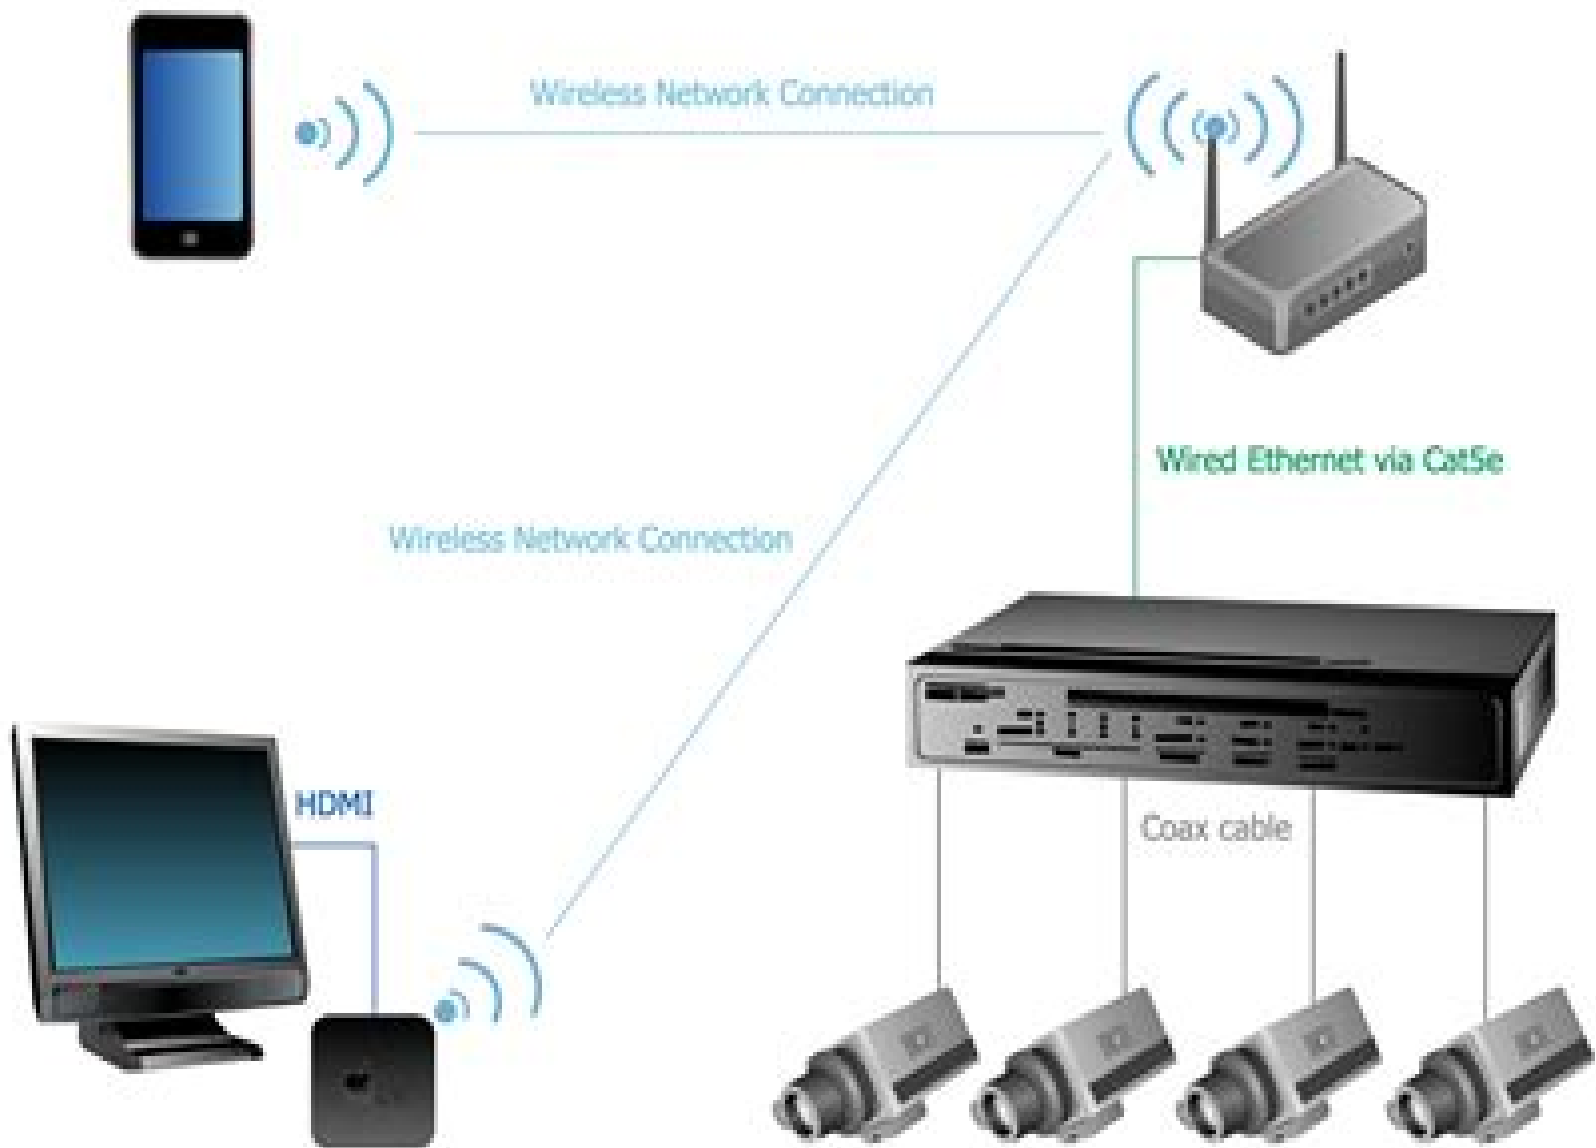 Wireless Network Connection
Wired Ethernet via Cat5e
Wireless Network Connection
HDMI
Coax cable